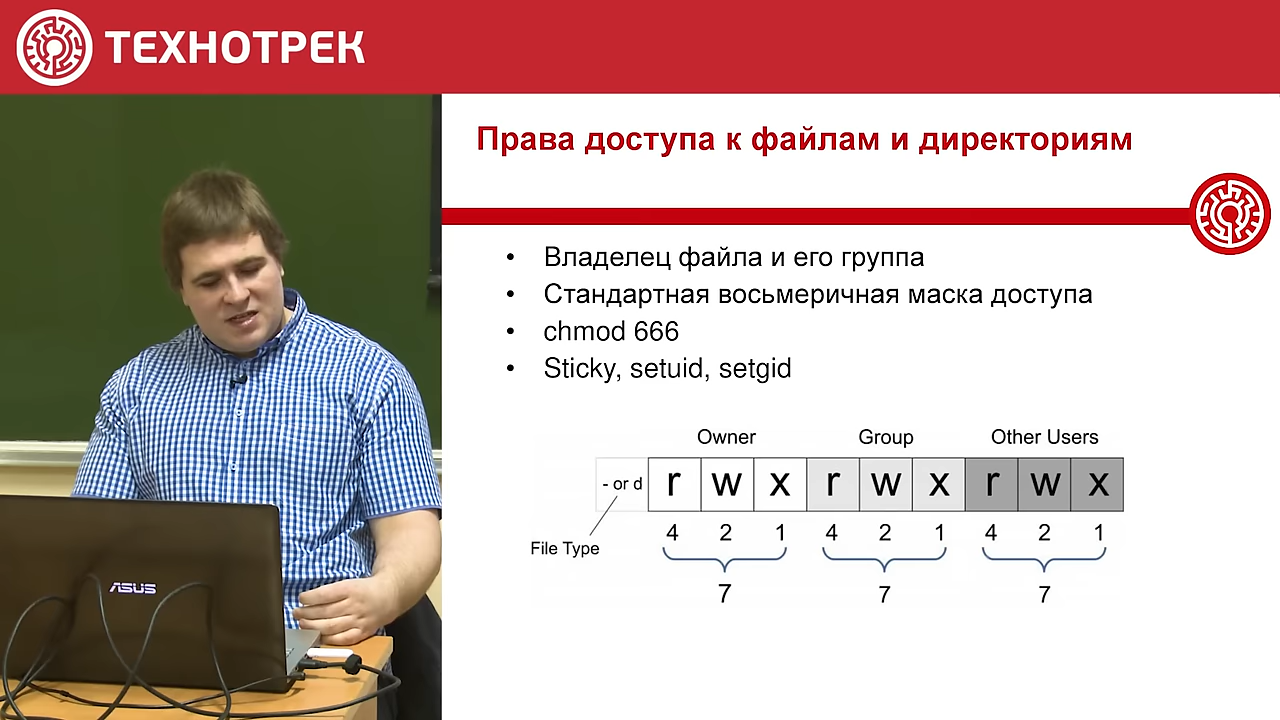 ТЕХНОТРЕК
Права доступа к файлам и директориям
• Владелец файла и его группа
• Стандартная восьмеричная маска доступа
• chmod 666
• Sticky, setuid, setgid
Owner Group Other Users
- or d r w x r w x r w x
File Type
4 2 1 4 2 1 4 2 1
7 7 7
ASUS